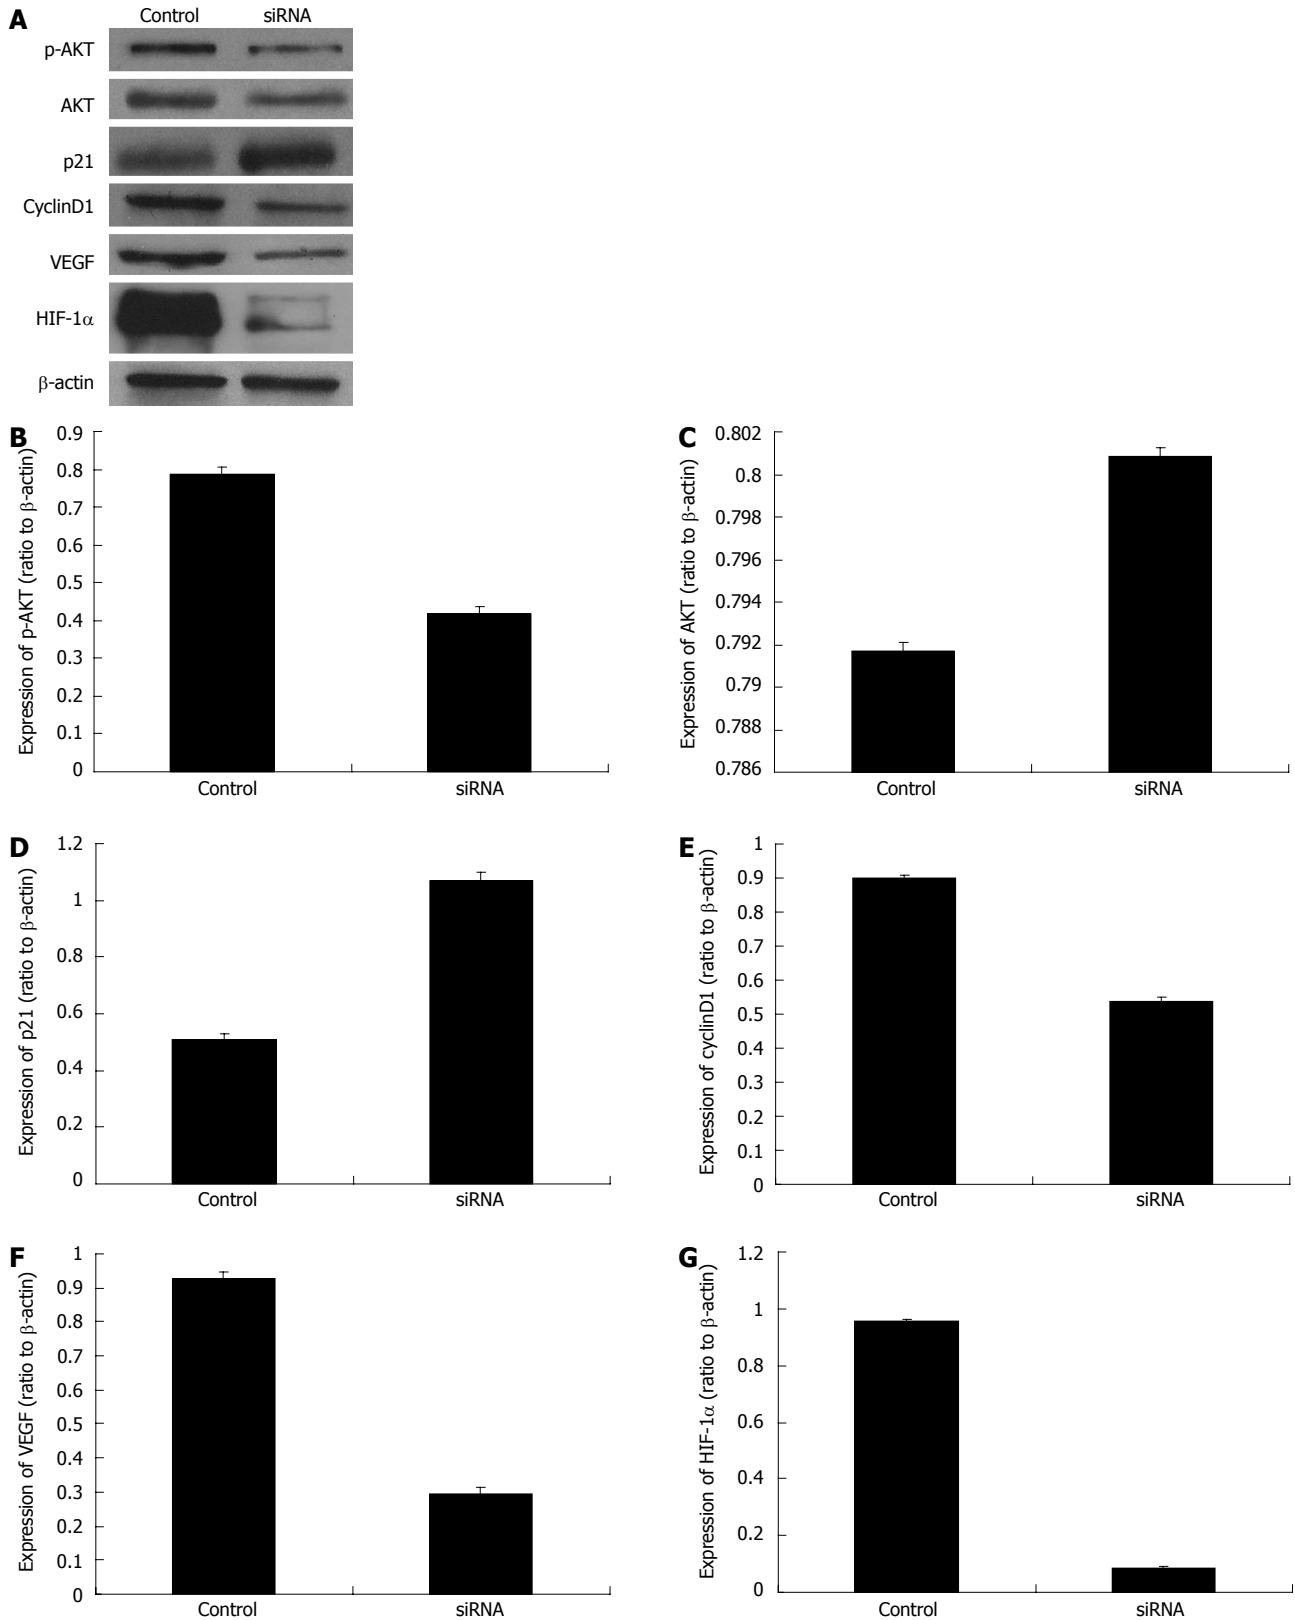 A
Control siRNA
p-AKT
AKT
p21
CyclinD1
VEGF
HIF-1α
β-actin
B
Expression of p-AKT (ratio to β-actin)
0.9
0.8
0.7
0.6
0.5
0.4
0.3
0.2
0.1
0
Control siRNA
C
Expression of AKT (ratio to β-actin)
0.802
0.8
0.798
0.796
0.794
0.792
0.79
0.788
0.786
Control siRNA
D
Expression of p21 (ratio to β-actin)
1.2
1
0.8
0.6
0.4
0.2
0
Control siRNA
E
Expression of cyclinD1 (ratio to β-actin)
1
0.9
0.8
0.7
0.6
0.5
0.4
0.3
0.2
0.1
0
Control siRNA
F
Expression of VEGF (ratio to β-actin)
1
0.9
0.8
0.7
0.6
0.5
0.4
0.3
0.2
0.1
0
Control siRNA
G
Expression of HIF-1α (ratio to β-actin)
1.2
1
0.8
0.6
0.4
0.2
0
Control siRNA